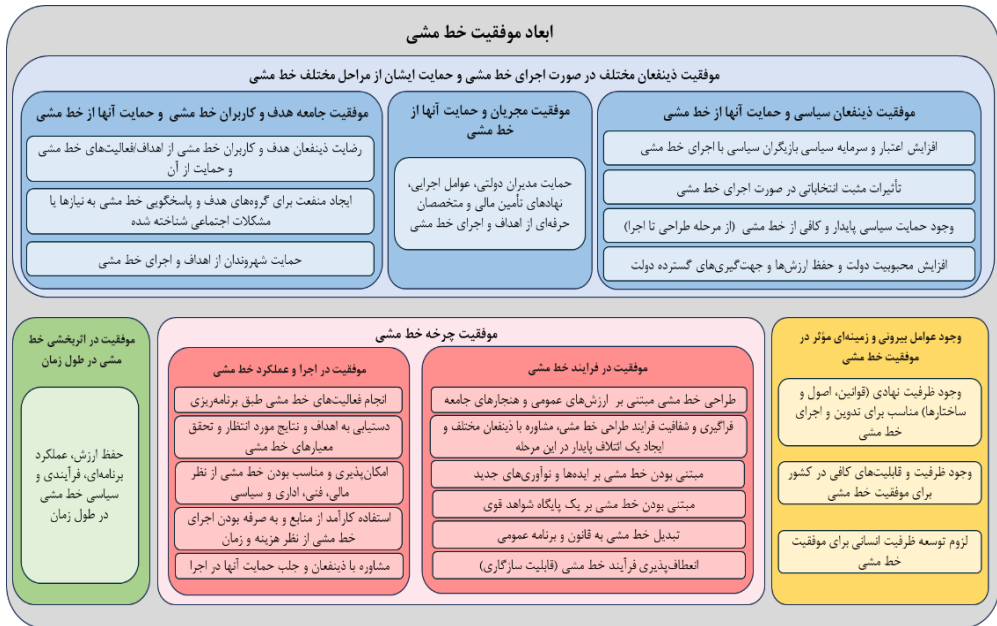 ابعاد موفقیت خط مشی
موفقیت ذینفعان مختلف در صورت اجرای خط مشی و حمایت ایشان از مراحل مختلف خط مشی
موفقیت ذینفعان سیاسی و حمایت آنها از خط مشی
افزایش اعتبار و سرمایه سیاسی بازیگران سیاسی با اجرای خط مشی
تأثیرات مثبت انتخاباتی در صورت اجرای خط مشی
وجود حمایت سیاسی پایدار و کافی از خط مشی (از مرحله طراحی تا اجرا)
افزایش محبوبیت دولت و حفظ ارزش‌ها و جهت‌گیری‌های گسترده دولت
موفقیت مجریان و حمایت آنها از
خط مشی
حمایت مدیران دولتی، عوامل اجرایی،
نهادهای تأمین مالی و متخصصان
حرفه‌ای از اهداف و اجرای خط مشی
موفقیت جامعه هدف و کاربران خط مشی و حمایت آنها از خط مشی
رضایت ذینفعان هدف و کاربران خط مشی از اهداف/فعالیت‌های خط مشی
و حمایت از آن
ایجاد منفعت برای گروه‌های هدف و پاسخگویی خط مشی به نیازها یا
مشکلات اجتماعی شناخته شده
حمایت شهروندان از اهداف و اجرای خط مشی
وجود عوامل بیرونی و زمینه‌ای مؤثر در
موفقیت خط مشی
وجود ظرفیت نهادی (قوانین، اصول و
ساختارها) مناسب برای تدوین و اجرای
خط مشی
وجود ظرفیت و قابلیت‌های کافی در کشور
برای موفقیت خط مشی
لزوم توسعه ظرفیت انسانی برای موفقیت
خط مشی
موفقیت چرخه خط مشی
موفقیت در فرایند خط مشی
طراحی خط مشی مبتنی بر ارزش‌های عمومی و هنجارهای جامعه
فراگیری و شفافیت فرایند طراحی خط مشی، مشاوره با ذینفعان مختلف و
ایجاد یک ائتلاف پایدار در این مرحله
مبتنی بودن خط مشی بر ایده‌ها و نوآوری‌های جدید
مبتنی بودن خط مشی بر یک پایگاه شواهد قوی
تبدیل خط مشی به قانون و برنامه عمومی
انعطاف‌پذیری فرآیند خط مشی (قابلیت سازگاری)
موفقیت در اجرا و عملکرد خط مشی
انجام فعالیت‌های خط مشی طبق برنامه‌ریزی
دستیابی به اهداف و نتایج مورد انتظار و تحقق
معیارهای خط مشی
امکان‌پذیری و مناسب بودن خط مشی از نظر
مالی، فنی، اداری و سیاسی
استفاده کارآمد از منابع و به صرفه بودن اجرای
خط مشی از نظر هزینه و زمان
مشاوره با ذینفعان و جلب حمایت آنها در اجرا
موفقیت در اثربخشی خط
مشی در طول زمان
حفظ ارزش، عملکرد
برنامه‌ای، فرآیندی و
سیاسی خط مشی
در طول زمان